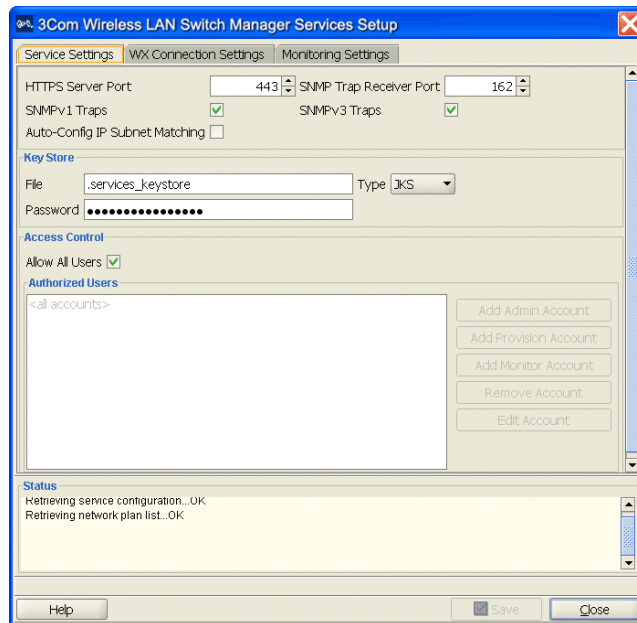 3Com Wireless LAN Switch Manager Services Setup
Service Settings WX Connection Settings Monitoring Settings
HTTPS Server Port 443 SNMP Trap Receiver Port 162
SNMPv1 Traps SNMPv3 Traps
Auto-Config IP Subnet Matching
Key Store
File .services_keystore Type JKS
Password ●●●●●●●●●●●●●●●●
Access Control
Allow All Users
Authorized Users
<all accounts>
Add Admin Account
Add Provision Account
Add Monitor Account
Remove Account
Edit Account
Status
Retrieving service configuration...OK
Retrieving network plan list...OK
Help Save Close